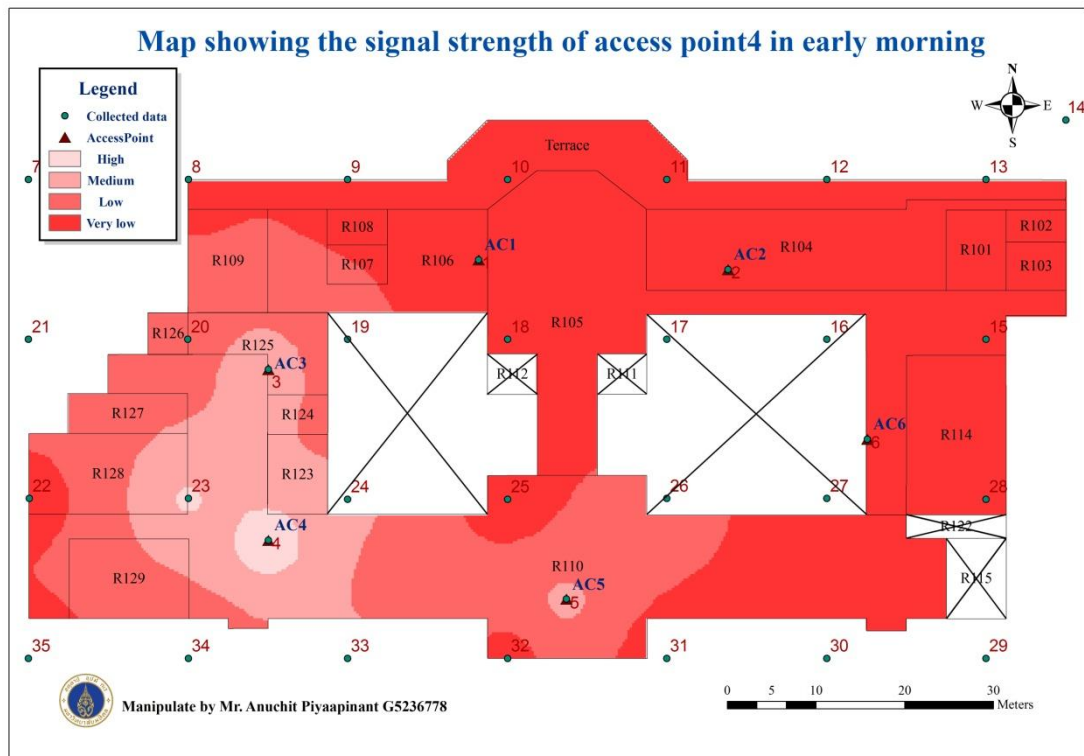 Map showing the signal strength of access point4 in early morning
Legend
Collected data
AccessPoint
High
Medium
Low
Very low
N
W E
S
14
7 8 9 10 11 12 13
Terrace
R108
R107
R106
AC1
R109
AC2
2
R104
R101
R102
R103
R105
21 20 19 18 17 16 15
R126
R125
AC3
3
R112
R111
R127
R124
AC6
6
R114
R128
R123
22 23 24 25 26 27 28
AC4
4
R122
R129
R110
AC5
5
R115
35 34 33 32 31 30 29
Manipulate by Mr. Anuchit Piyaapinant G5236778
0 5 10 20 30
Meters